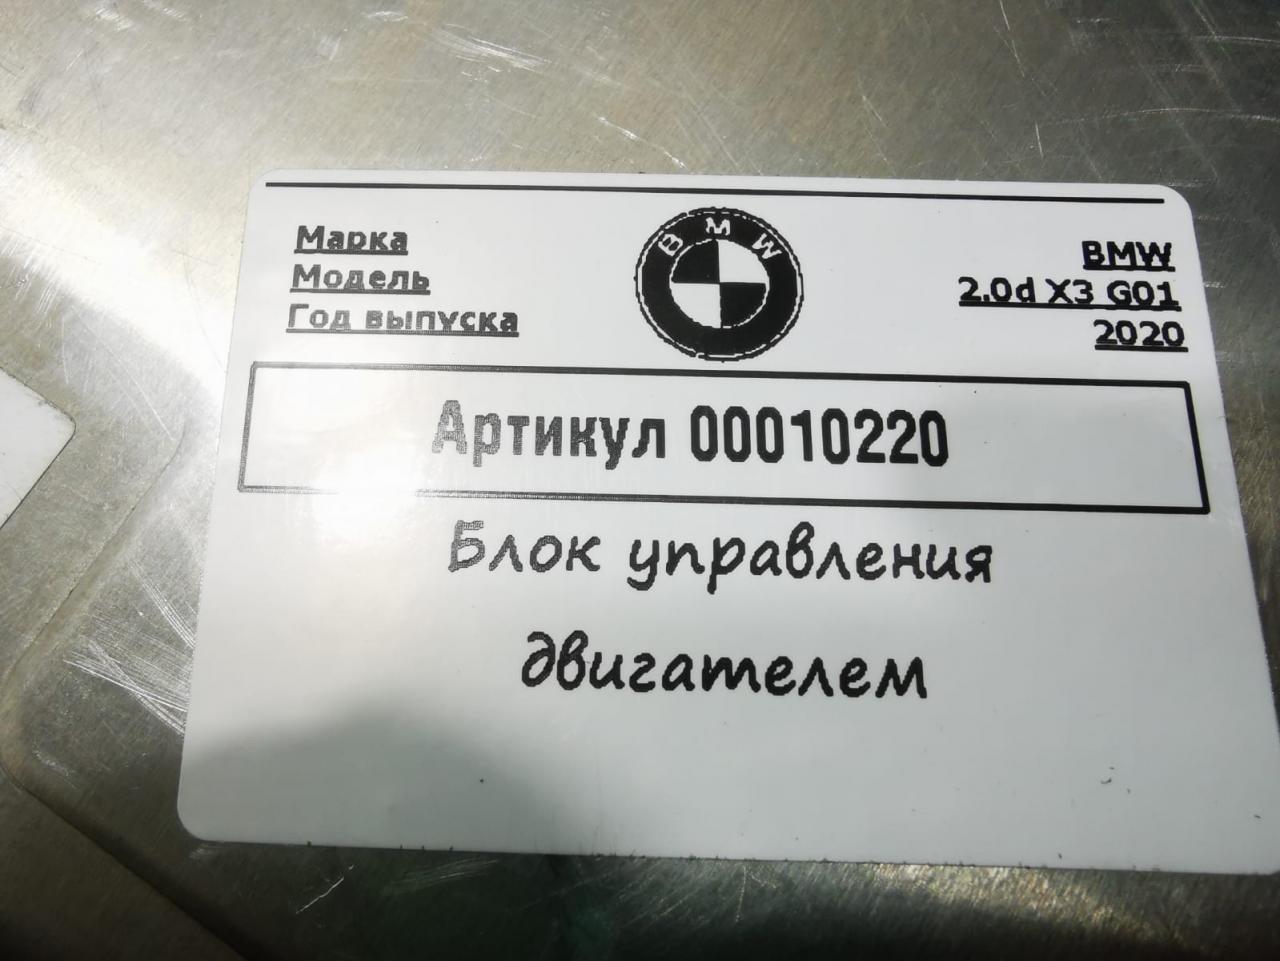 Марка BMW BMW
Модель 2.0d X3 G01
Год выпуска 2020
Артикул 00010220
Блок управления
двигателем